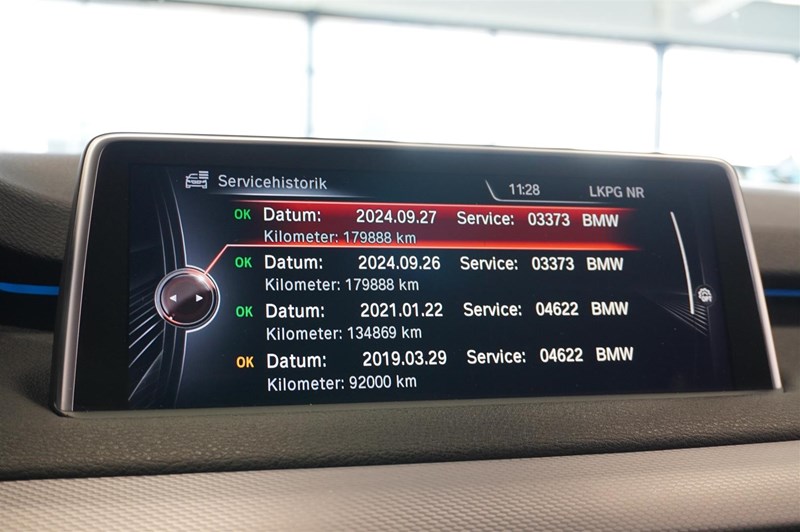 Servicehistorik 11:28 LKPG NR
OK Datum: 2024.09.27 Service: 03373 BMW
Kilometer: 179888 km
OK Datum: 2024.09.26 Service: 03373 BMW
Kilometer: 179888 km
OK Datum: 2021.01.22 Service: 04622 BMW
Kilometer: 134869 km
OK Datum: 2019.03.29 Service: 04622 BMW
Kilometer: 92000 km